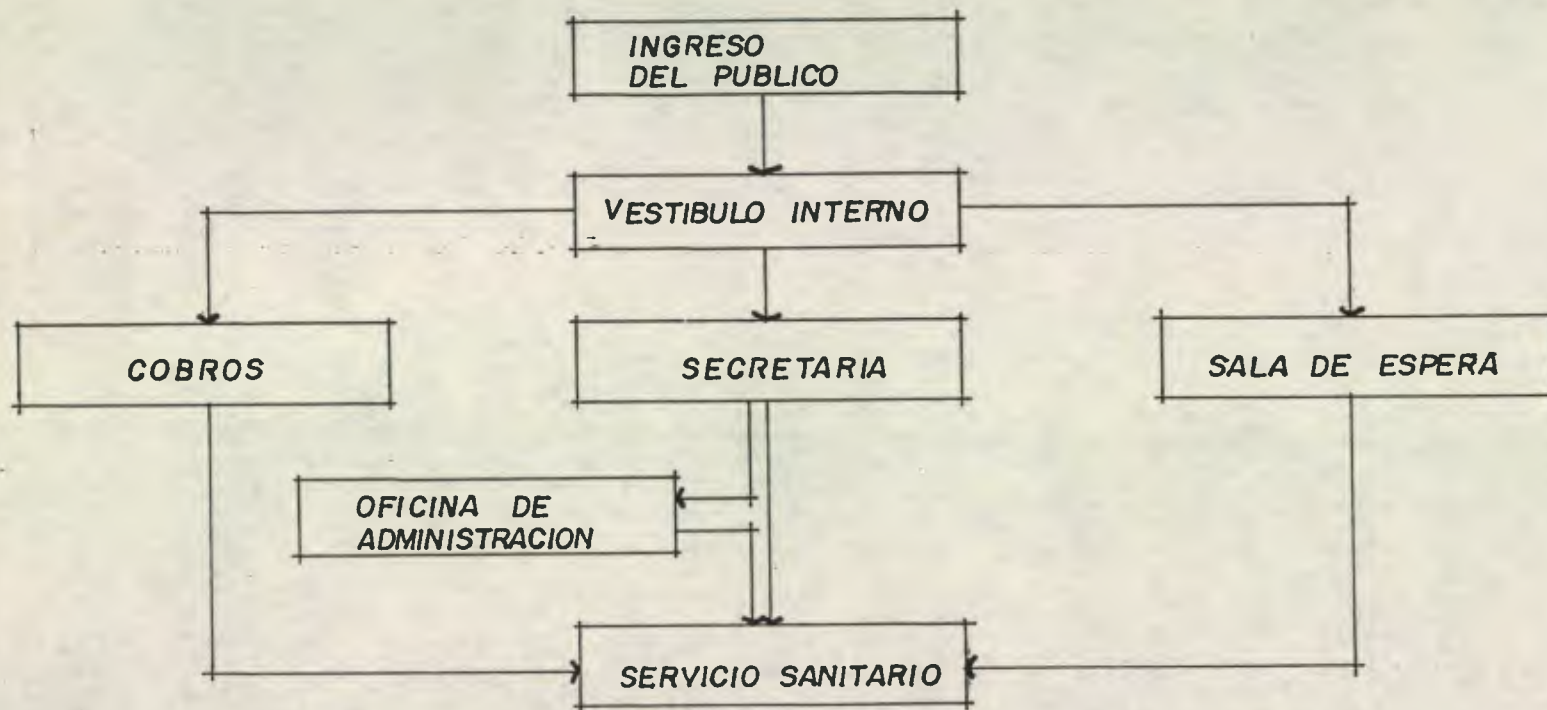 INGRESO
DEL PUBLICO
VESTIBULO INTERNO
COBROS
SECRETARIA
SALA DE ESPERA
OFICINA DE
ADMINISTRACION
SERVICIO SANITARIO